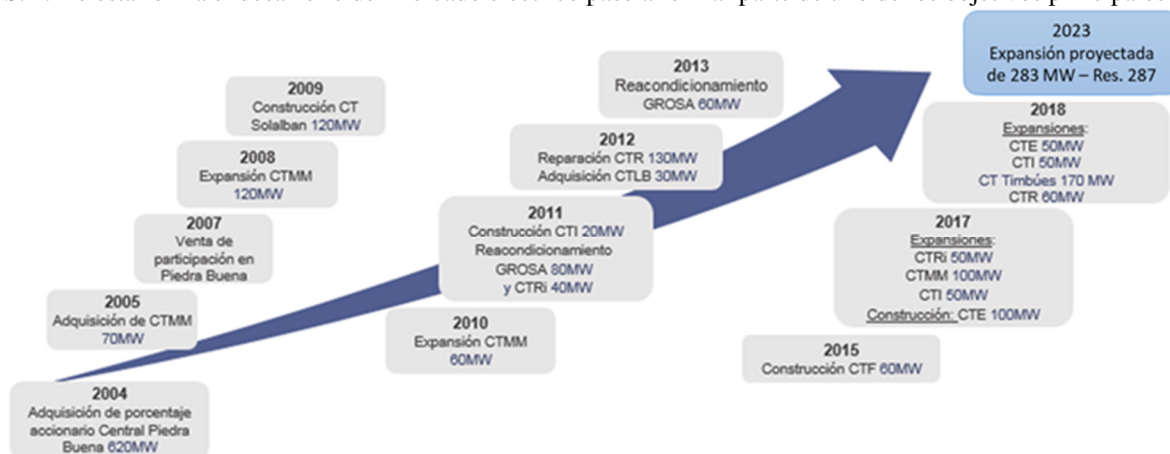 2023
Expansión proyectada
de 283 MW – Res. 287
2013
Reacondicionamiento
GROSA 60MW
2009
Construcción CT
Solalban 120MW
2018
Expansiones:
CTE 50MW
CTI 50MW
CT Timbúes 170 MW
CTR 60MW
2012
Reparación CTR 130MW
Adquisición CTLB 30MW
2008
Expansión CTMM
120MW
2011
Construcción CTI 20MW
Reacondicionamiento
GROSA 80MW
y CTRi 40MW
2007
Venta de
participación en
Piedra Buena
2017
Expansiones:
CTRi 50MW
CTMM 100MW
CTI 50MW
Construcción: CTE 100MW
2005
Adquisición de CTMM
70MW
2010
Expansión CTMM
60MW
2015
Construcción CTF 60MW
2004
Adquisición de porcentaje
accionario Central Piedra
Buena 620MW